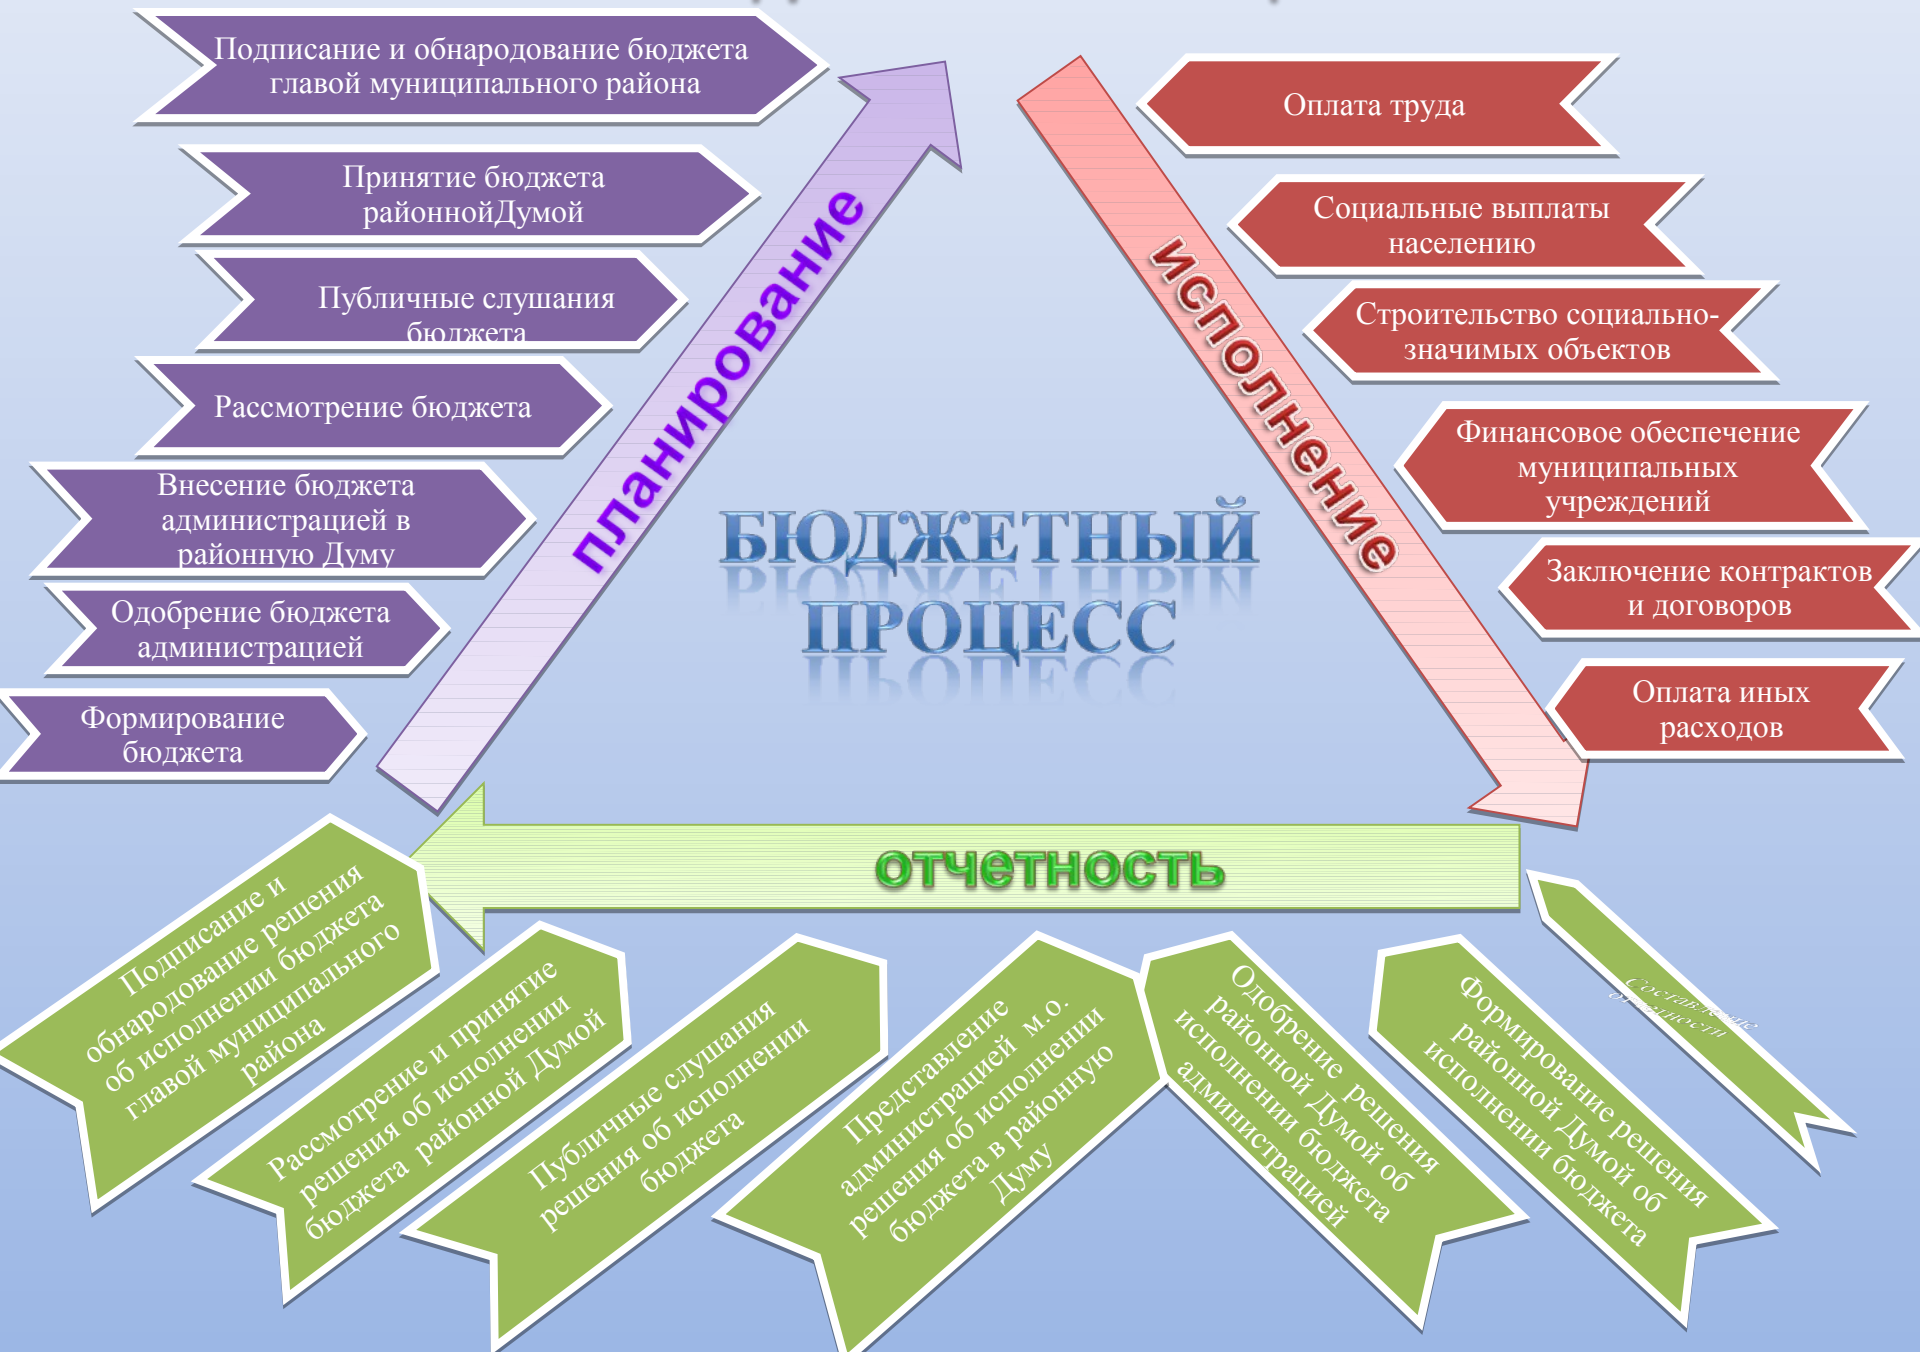 Подписание и обнародование бюджета
главой муниципального района
Принятие бюджета
районнойДумой
Публичные слушания
бюджета
Рассмотрение бюджета
Внесение бюджета
администрацией в
районную Думу
Одобрение бюджета
администрацией
Формирование
бюджета
планирование
исполнение
БЮДЖЕТНЫЙ
ПРОЦЕСС
Оплата труда
Социальные выплаты
населению
Строительство социально-
значимых объектов
Финансовое обеспечение
муниципальных
учреждений
Заключение контрактов
и договоров
Оплата иных
расходов
отчетность
Подписание и
обнародование решения
об исполнении бюджета
главой муниципального
района
Рассмотрение и принятие
решения об исполнении
бюджета районной Думой
Публичные слушания
решения об исполнении
бюджета
Представление
администрацией м.о.
решения об исполнении
бюджета в районную
Думу
Одобрение решения
районной Думой об
исполнении бюджета
администрацией
Формирование решения
районной Думой об
исполнении бюджета
Составление
отчетности